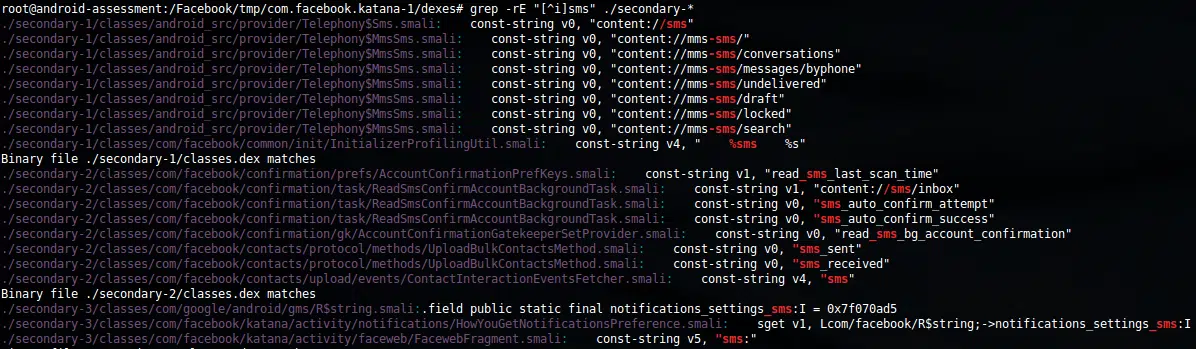 root@android-assessment:/Facebook/tmp/com.facebook.katana-1/dexes# grep -rE "[^i]sms" ./secondary-*
./secondary-1/classes/android_src/provider/Telephony$Sms.smali:    const-string v0, "content://sms"
./secondary-1/classes/android_src/provider/Telephony$MmsSms.smali:    const-string v0, "content://mms-sms/"
./secondary-1/classes/android_src/provider/Telephony$MmsSms.smali:    const-string v0, "content://mms-sms/conversations"
./secondary-1/classes/android_src/provider/Telephony$MmsSms.smali:    const-string v0, "content://mms-sms/messages/byphone"
./secondary-1/classes/android_src/provider/Telephony$MmsSms.smali:    const-string v0, "content://mms-sms/undelivered"
./secondary-1/classes/android_src/provider/Telephony$MmsSms.smali:    const-string v0, "content://mms-sms/draft"
./secondary-1/classes/android_src/provider/Telephony$MmsSms.smali:    const-string v0, "content://mms-sms/locked"
./secondary-1/classes/android_src/provider/Telephony$MmsSms.smali:    const-string v0, "content://mms-sms/search"
./secondary-1/classes/com/facebook/common/init/InitializerProfilingUtil.smali:    const-string v4, "    %sms    %s"
Binary file ./secondary-1/classes.dex matches
./secondary-2/classes/com/facebook/confirmation/prefs/AccountConfirmationPrefKeys.smali:    const-string v1, "read_sms_last_scan_time"
./secondary-2/classes/com/facebook/confirmation/task/ReadSmsConfirmAccountBackgroundTask.smali:    const-string v1, "content://sms/inbox"
./secondary-2/classes/com/facebook/confirmation/task/ReadSmsConfirmAccountBackgroundTask.smali:    const-string v0, "sms_auto_confirm_attempt"
./secondary-2/classes/com/facebook/confirmation/task/ReadSmsConfirmAccountBackgroundTask.smali:    const-string v0, "sms_auto_confirm_success"
./secondary-2/classes/com/facebook/confirmation/gk/AccountConfirmationGatekeeperSetProvider.smali:    const-string v0, "read_sms_bg_account_confirmation"
./secondary-2/classes/com/facebook/contacts/protocol/methods/UploadBulkContactsMethod.smali:    const-string v0, "sms_sent"
./secondary-2/classes/com/facebook/contacts/protocol/methods/UploadBulkContactsMethod.smali:    const-string v0, "sms_received"
./secondary-2/classes/com/facebook/contacts/upload/events/ContactInteractionEventsFetcher.smali:    const-string v4, "sms"
Binary file ./secondary-2/classes.dex matches
./secondary-3/classes/com/google/android/gms/R$string.smali:.field public static final notifications_settings_sms:I = 0x7f070ad5
./secondary-3/classes/com/facebook/katana/activity/notifications/HowYouGetNotificationsPreference.smali:    sget v1, Lcom/facebook/R$string;->notifications_settings_sms:I
./secondary-3/classes/com/facebook/katana/activity/faceweb/FacewebFragment.smali:    const-string v5, "sms:"